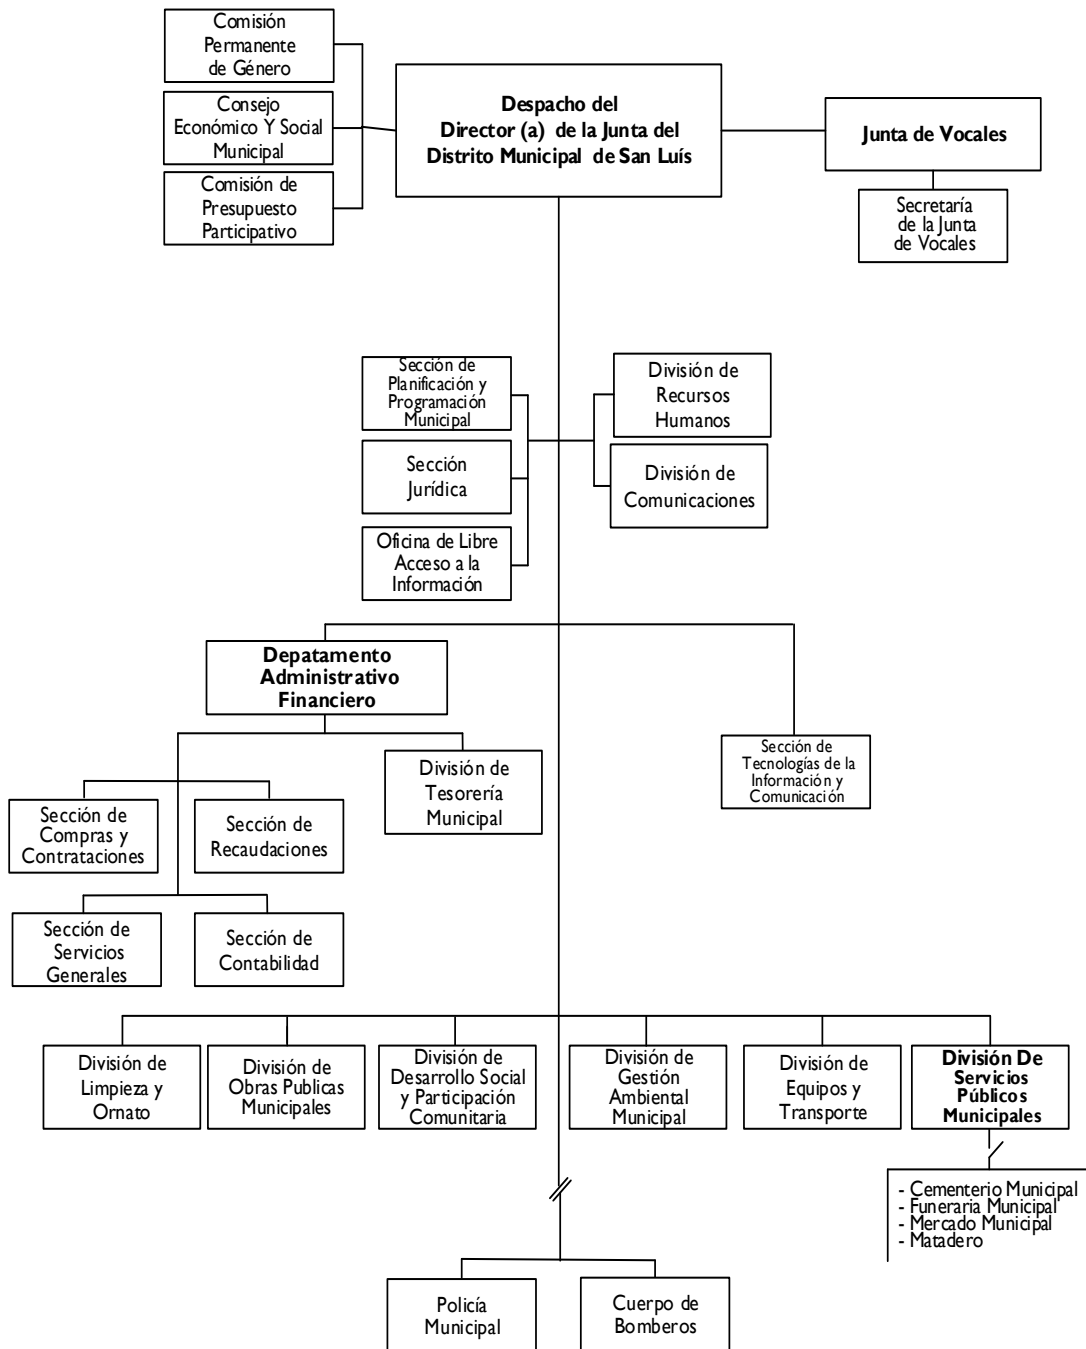 Comisión
Permanente
de Género
Consejo
Económico Y Social
Municipal
Comisión de
Presupuesto
Participativo
Despacho del
Director (a) de la Junta del
Distrito Municipal de San Luís
Junta de Vocales
Secretaría
de la Junta
de Vocales
Sección de
Planificación y
Programación
Municipal
Sección
Jurídica
Oficina de Libre
Acceso a la
Información
División de
Recursos
Humanos
División de
Comunicaciones
Depatamento
Administrativo
Financiero
División de
Tesorería
Municipal
Sección de
Tecnologías de la
Información y
Comunicación
Sección de
Compras y
Contrataciones
Sección de
Recaudaciones
Sección de
Servicios
Generales
Sección de
Contabilidad
División de
Limpieza y
Ornato
División de
Obras Publicas
Municipales
División de
Desarrollo Social
y Participación
Comunitaria
División de
Gestión
Ambiental
Municipal
División de
Equipos y
Transporte
División De
Servicios
Públicos
Municipales
- Cementerio Municipal
- Funeraria Municipal
- Mercado Municipal
- Matadero
Policía
Municipal
Cuerpo de
Bomberos